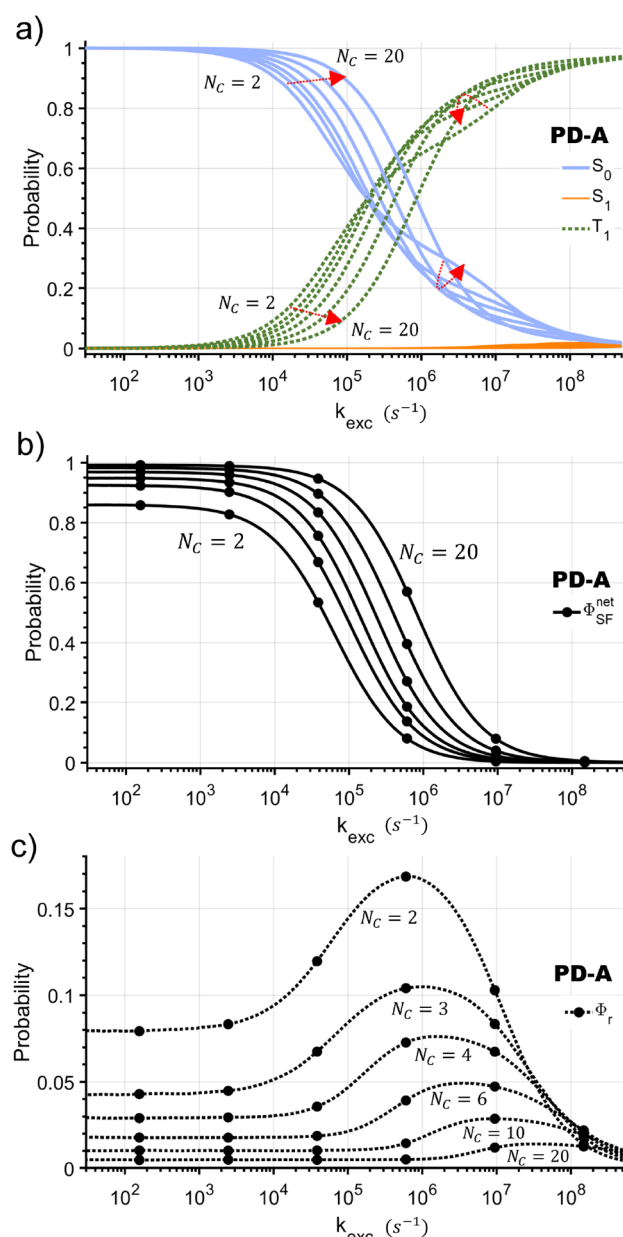 a)
1
0.8
0.6
0.4
0.2
0
Probability
N_C = 20
N_C = 2
PD-A
S_0
S_1
T_1
N_C = 2
N_C = 20
10^2 10^3 10^4 10^5 10^6 10^7 10^8
k_exc (s^−1)
b)
1
0.8
0.6
0.4
0.2
0
Probability
N_C = 2
N_C = 20
PD-A
Φ_SF^net
10^2 10^3 10^4 10^5 10^6 10^7 10^8
k_exc (s^−1)
c)
0.15
0.1
0.05
0
Probability
N_C = 2
PD-A
Φ_r
N_C = 3
N_C = 4
N_C = 6
N_C = 10
N_C = 20
10^2 10^3 10^4 10^5 10^6 10^7 10^8
k_exc (s^−1)